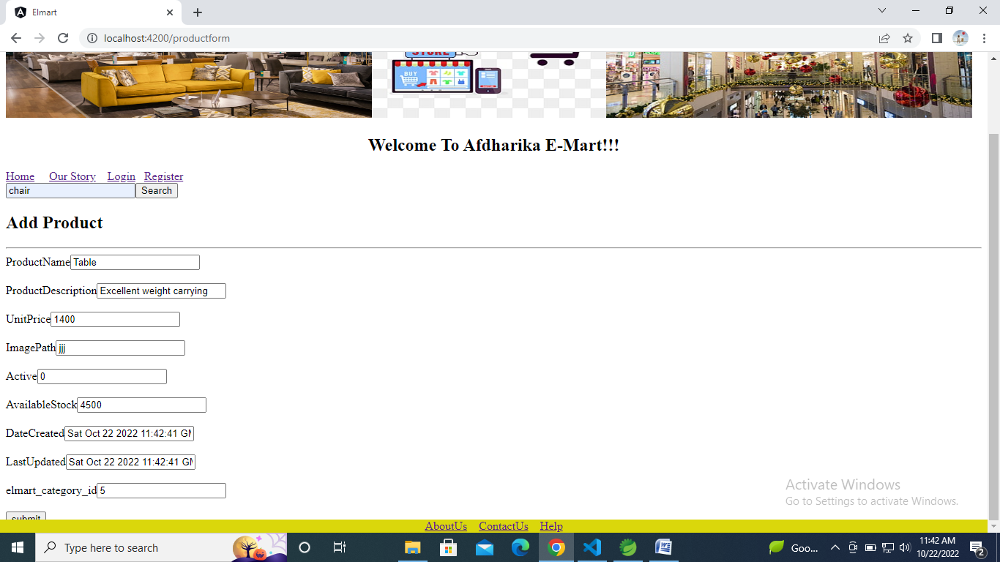 Elmart
localhost:4200/productform
STORE
BUY
Welcome To Afdharika E-Mart!!!
Home Our Story Login Register
chair Search
Add Product
ProductName Table
ProductDescription Excellent weight carrying
UnitPrice 1400
ImagePath jjj
Active 0
AvailableStock 4500
DateCreated Sat Oct 22 2022 11:42:41 GM
LastUpdated Sat Oct 22 2022 11:42:41 GM
elmart_category_id 5
submit
Activate Windows
Go to Settings to activate Windows.
AboutUs ContactUs Help
Type here to search
Goo...
11:42 AM
10/22/2022
2